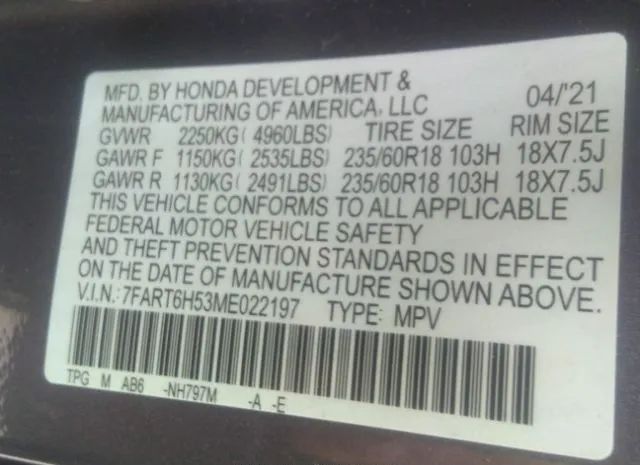 MFD. BY HONDA DEVELOPMENT &
MANUFACTURING OF AMERICA, LLC 04/'21
GVWR 2250KG( 4960LBS) TIRE SIZE RIM SIZE
GAWR F 1150KG( 2535LBS) 235/60R18 103H 18X7.5J
GAWR R 1130KG( 2491LBS) 235/60R18 103H 18X7.5J
THIS VEHICLE CONFORMS TO ALL APPLICABLE
FEDERAL MOTOR VEHICLE SAFETY
AND THEFT PREVENTION STANDARDS IN EFFECT
ON THE DATE OF MANUFACTURE SHOWN ABOVE.
V.I.N.: 7FART6H53ME022197 TYPE: MPV
TPG M AB6 -NH797M -A -E